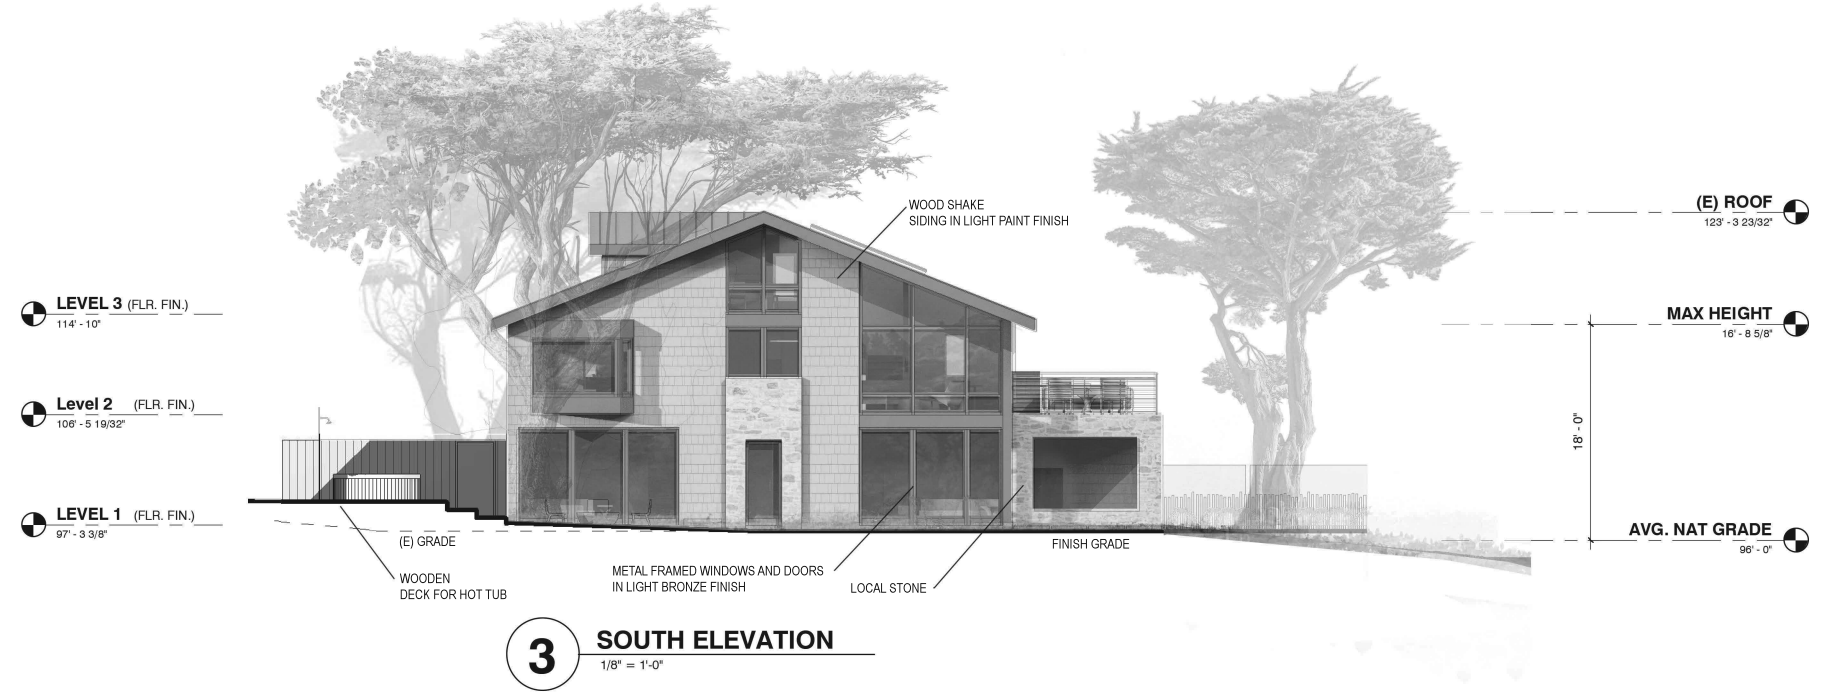 WOOD SHAKE
SIDING IN LIGHT PAINT FINISH
(E) ROOF
123' - 3 23/32"
LEVEL 3 (FLR. FIN.)
114' - 10"
MAX HEIGHT
16' - 8 5/8"
Level 2 (FLR. FIN.)
106' - 5 19/32"
18' - 0"
LEVEL 1 (FLR. FIN.)
97' - 3 3/8"
AVG. NAT GRADE
96' - 0"
(E) GRADE
FINISH GRADE
WOODEN
DECK FOR HOT TUB
METAL FRAMED WINDOWS AND DOORS
IN LIGHT BRONZE FINISH
LOCAL STONE
3 SOUTH ELEVATION
1/8" = 1'-0"